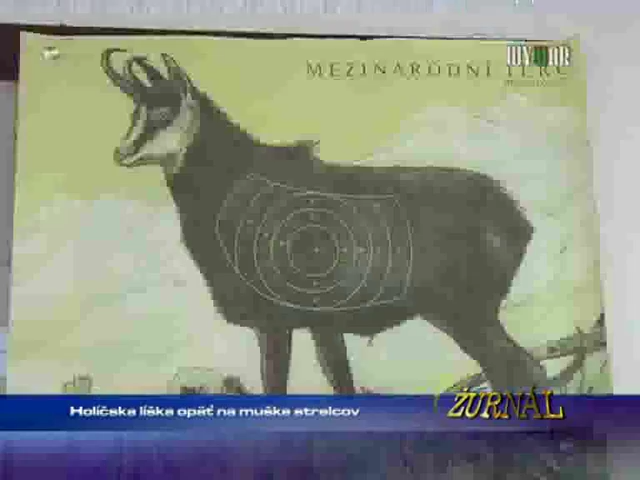 MEZINÁRODNÍ TERČ
Holíčska líška opäť na muške strelcov
ŽURNÁL